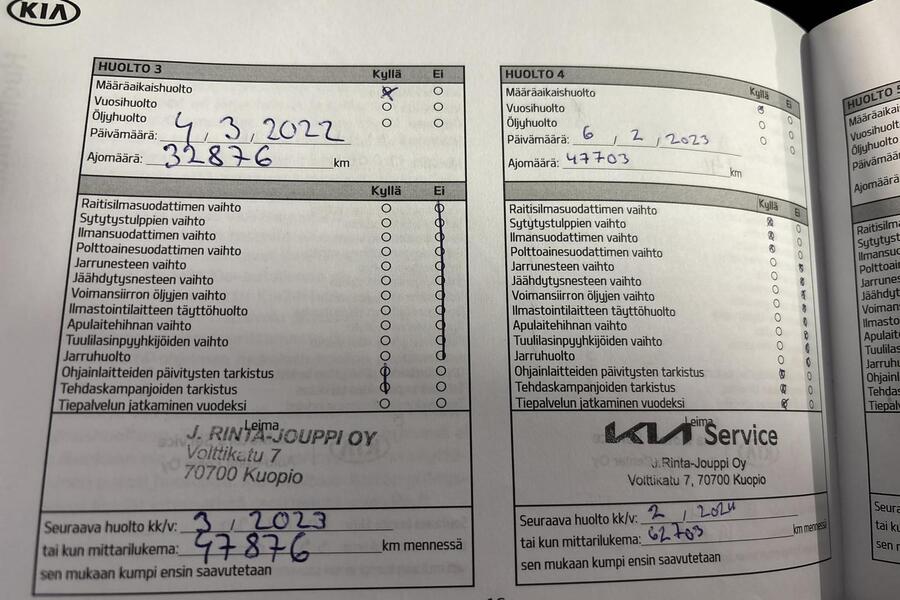 KIA
HUOLTO 3
Kyllä Ei
Määräaikaishuolto
Vuosihuolto
Öljyhuolto
Päivämäärä: 4, 3, 2022
Ajomäärä: 32876 km
Kyllä Ei
Raitisilmasuodattimen vaihto
Sytytystulppien vaihto
Ilmansuodattimen vaihto
Polttoainesuodattimen vaihto
Jarrunesteen vaihto
Jäähdytysnesteen vaihto
Voimansiirron öljyjen vaihto
Ilmastointilaitteen täyttöhuolto
Apulaitehihnan vaihto
Tuulilasinpyyhkijöiden vaihto
Jarruhuolto
Ohjainlaitteiden päivitysten tarkistus
Tehdaskampanjoiden tarkistus
Tiepalvelun jatkaminen vuodeksi
Leima
J. RINTA-JOUPPI OY
Volttikatu 7
70700 Kuopio
Seuraava huolto kk/v: 3, 2023
tai kun mittarilukema: 47876 km mennessä
sen mukaan kumpi ensin saavutetaan
HUOLTO 4
Kyllä Ei
Määräaikaishuolto
Vuosihuolto
Öljyhuolto
Päivämäärä: 6, 2, 2023
Ajomäärä: 47703 km
Kyllä Ei
Raitisilmasuodattimen vaihto
Sytytystulppien vaihto
Ilmansuodattimen vaihto
Polttoainesuodattimen vaihto
Jarrunesteen vaihto
Jäähdytysnesteen vaihto
Voimansiirron öljyjen vaihto
Ilmastointilaitteen täyttöhuolto
Apulaitehihnan vaihto
Tuulilasinpyyhkijöiden vaihto
Jarruhuolto
Ohjainlaitteiden päivitysten tarkistus
Tehdaskampanjoiden tarkistus
Tiepalvelun jatkaminen vuodeksi
Leima
KIA Service
J.Rinta-Jouppi Oy
Volttikatu 7, 70700 Kuopio
Seuraava huolto kk/v: 2, 2024
tai kun mittarilukema: 62703 km mennessä
sen mukaan kumpi ensin saavutetaan
HUOLTO 5